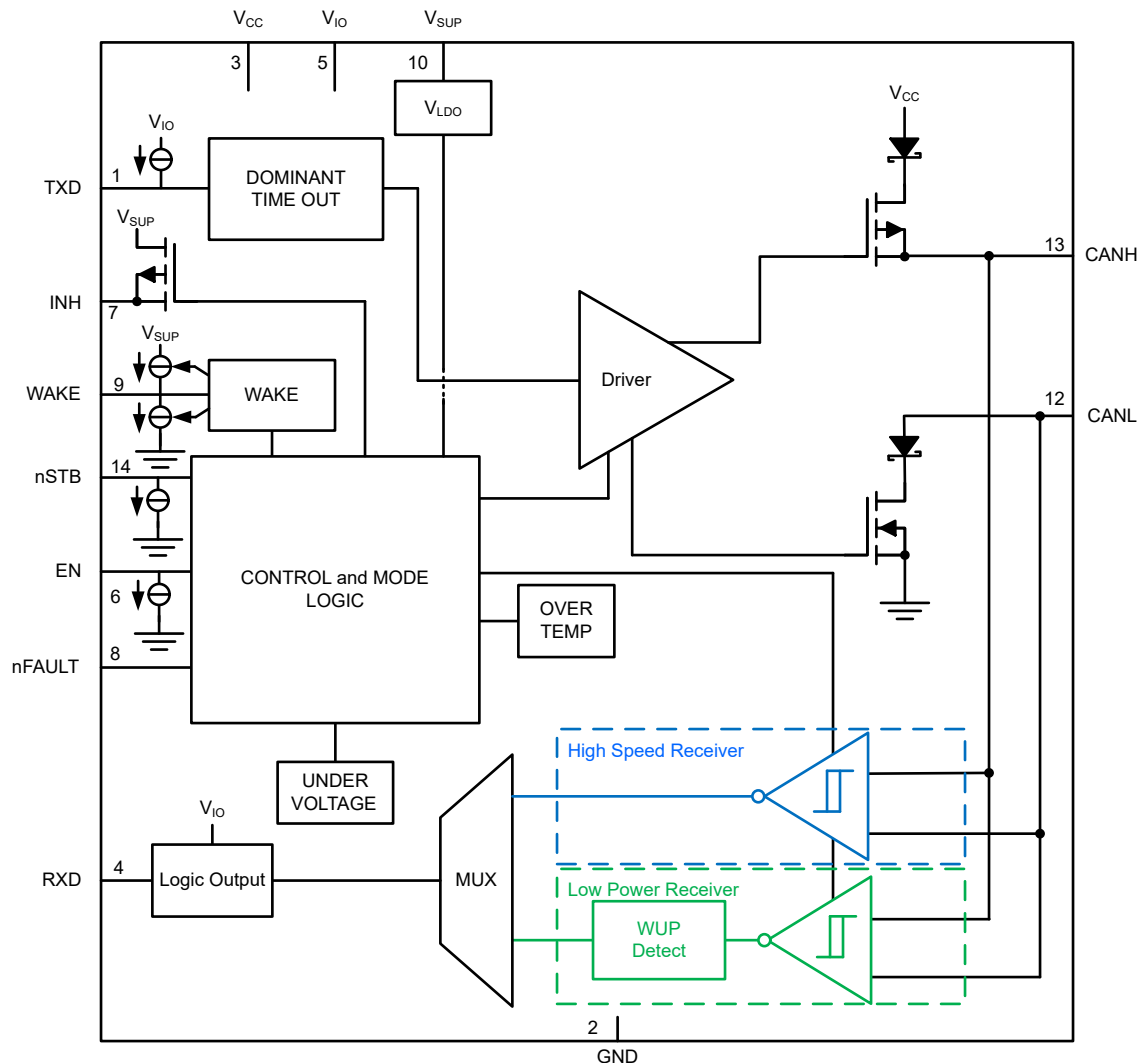 VCC
VIO
VSUP
3
5
10
VLDO
VIO
VCC
TXD
1
DOMINANT
TIME OUT
VSUP
13
CANH
INH
7
VSUP
WAKE
9
WAKE
Driver
12
CANL
nSTB
14
EN
6
CONTROL and MODE
LOGIC
OVER
TEMP
nFAULT
8
High Speed Receiver
UNDER
VOLTAGE
VIO
RXD
4
Logic Output
MUX
Low Power Receiver
WUP
Detect
2
GND